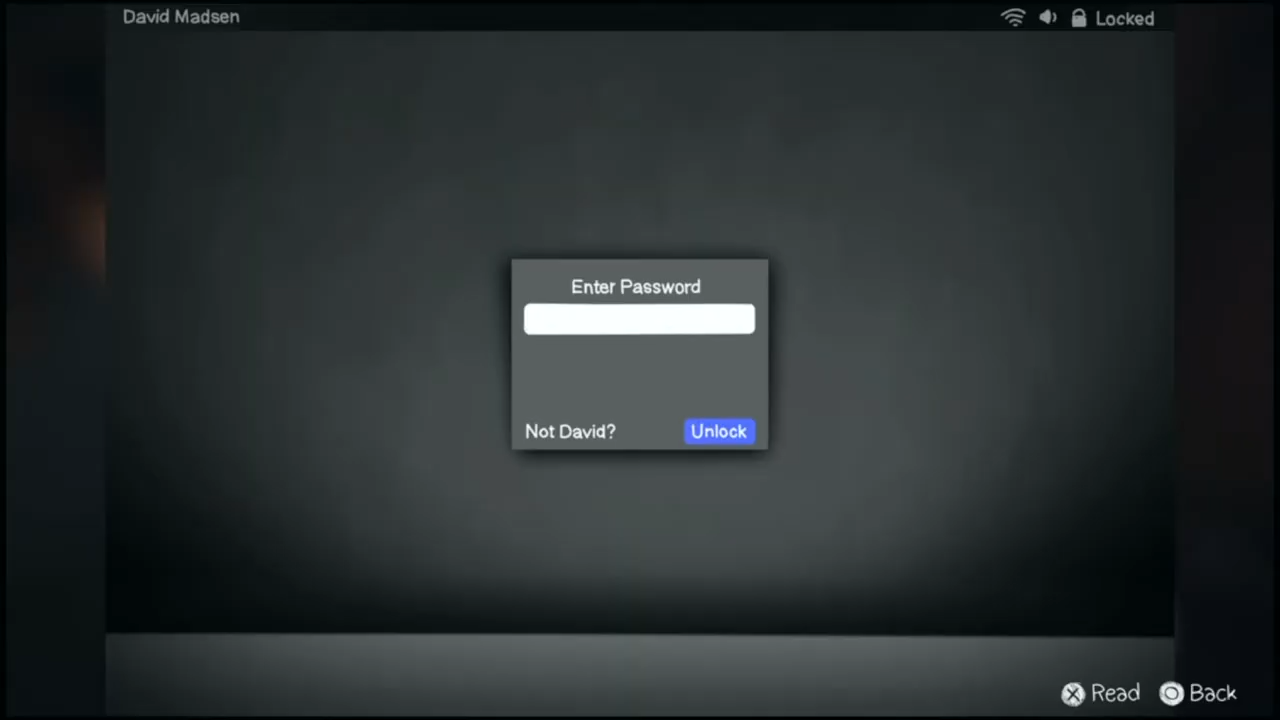 David Madsen
Locked
Enter Password
Not David?
Unlock
Read
Back